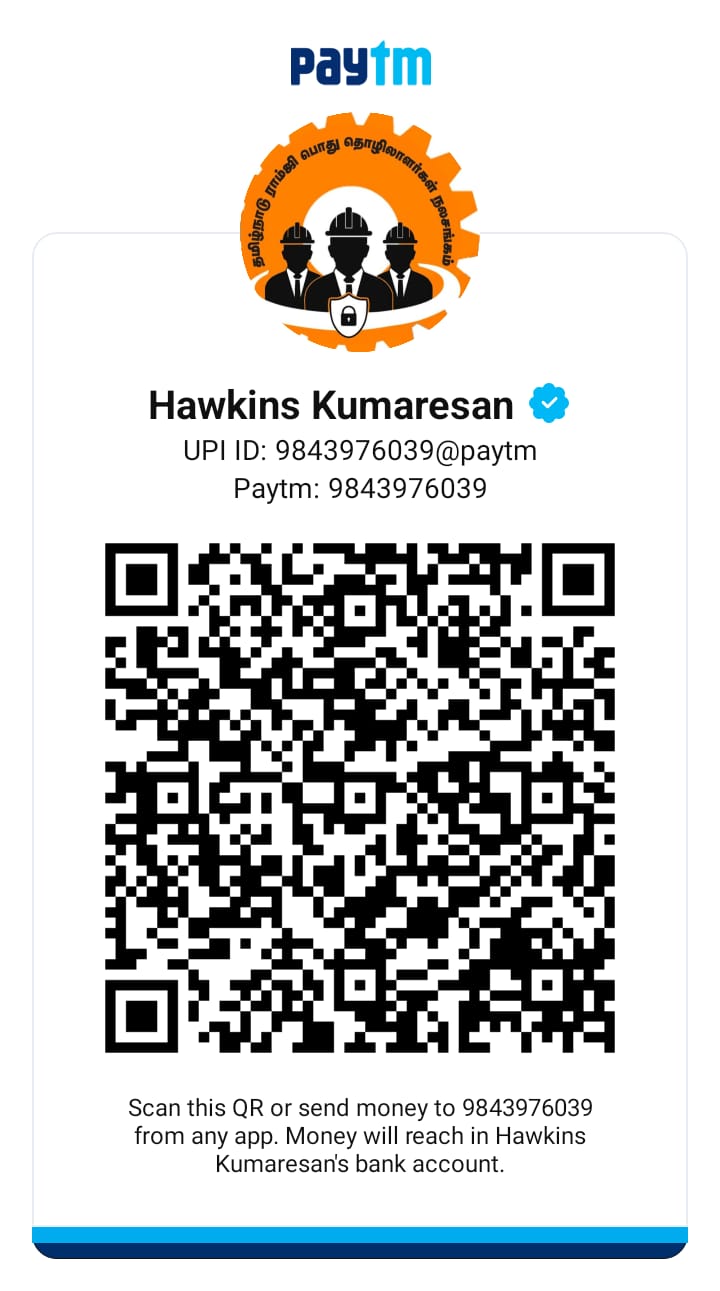 paytm
தமிழ்நாடு ராம்ஜி பொது தொழிலாளர்கள் நலசங்கம்
Hawkins Kumaresan
UPI ID: 9843976039@paytm
Paytm: 9843976039
Scan this QR or send money to 9843976039
from any app. Money will reach in Hawkins
Kumaresan's bank account.